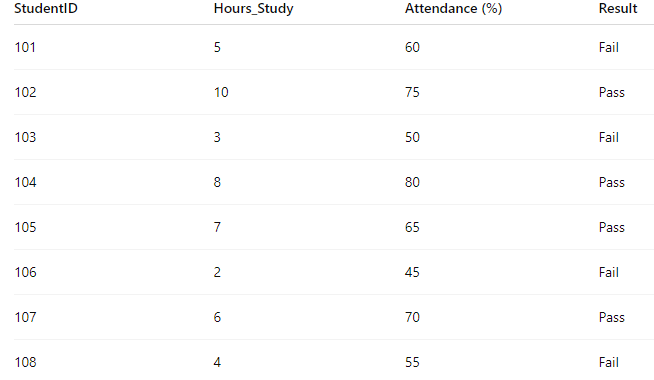 StudentID Hours_Study Attendance (%) Result
101 5 60 Fail
102 10 75 Pass
103 3 50 Fail
104 8 80 Pass
105 7 65 Pass
106 2 45 Fail
107 6 70 Pass
108 4 55 Fail